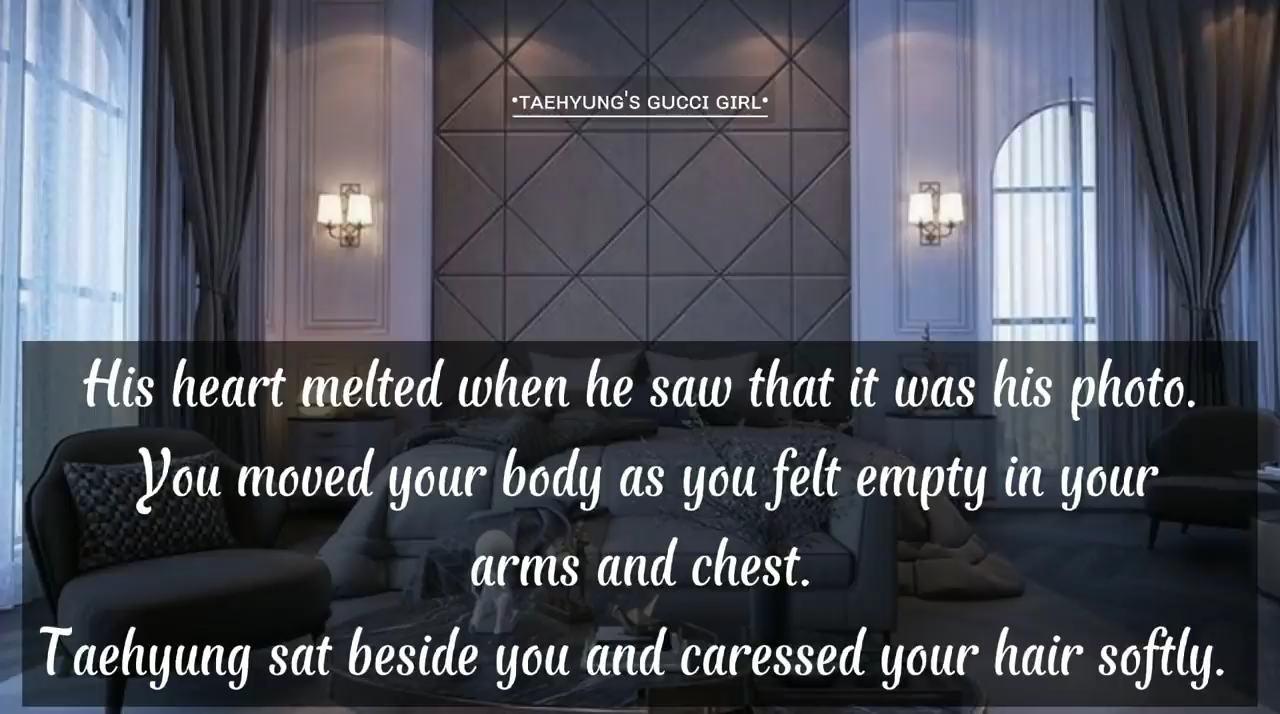 •TAEHYUNG'S GUCCI GIRL•
His heart melted when he saw that it was his photo.
You moved your body as you felt empty in your
arms and chest.
Taehyung sat beside you and caressed your hair softly.